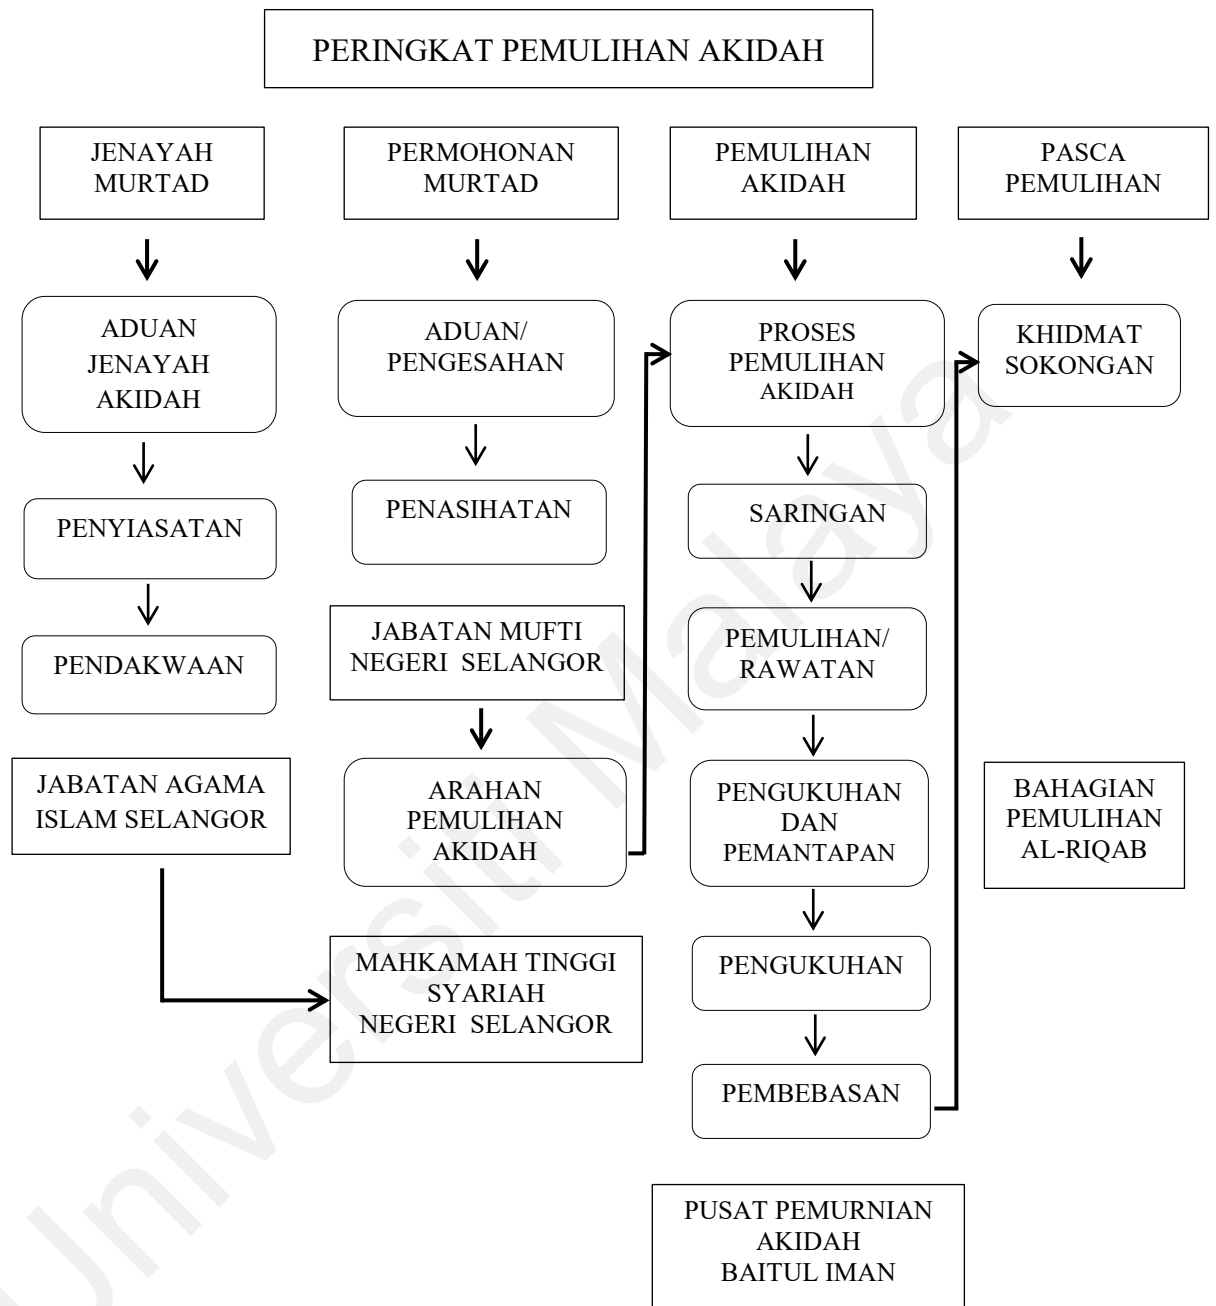 PERINGKAT PEMULIHAN AKIDAH
JENAYAH
MURTAD
ADUAN
JENAYAH
AKIDAH
PENYIASATAN
PENDAKWAAN
JABATAN AGAMA
ISLAM SELANGOR
PERMOHONAN
MURTAD
ADUAN/
PENGESAHAN
PENASIHATAN
JABATAN MUFTI
NEGERI SELANGOR
ARAHAN
PEMULIHAN
AKIDAH
MAHKAMAH TINGGI
SYARIAH
NEGERI SELANGOR
PEMULIHAN
AKIDAH
PROSES
PEMULIHAN
AKIDAH
SARINGAN
PEMULIHAN/
RAWATAN
PENGUKUHAN
DAN
PEMANTAPAN
PENGUKUHAN
PEMBEBASAN
PUSAT PEMURNIAN
AKIDAH
BAITUL IMAN
PASCA
PEMULIHAN
KHIDMAT
SOKONGAN
BAHAGIAN
PEMULIHAN
AL-RIQAB
Universiti Malaya